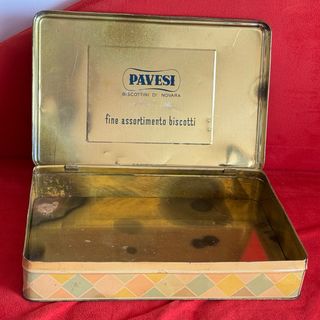 PAVESI
BISCOTTINI DI NOVARA
fine assortimento biscotti